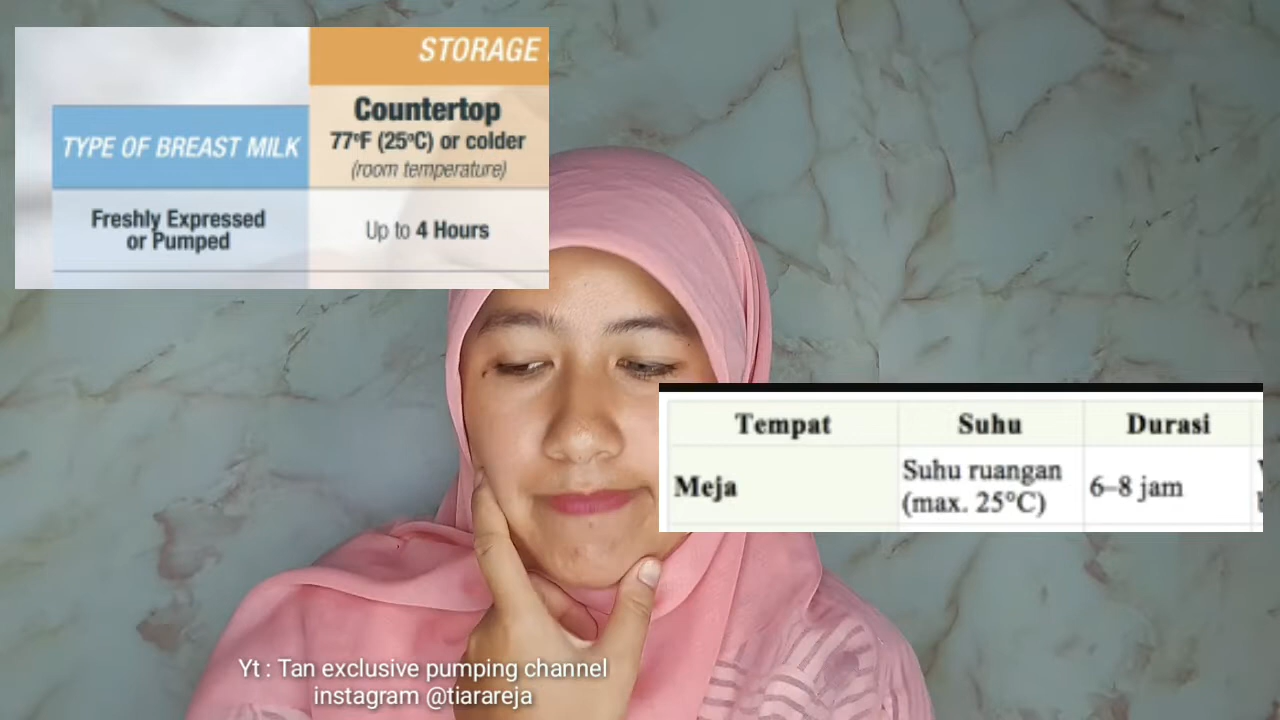 STORAGE
Countertop
77°F (25°C) or colder
(room temperature)
TYPE OF BREAST MILK
Freshly Expressed
or Pumped
Up to 4 Hours
Tempat Suhu Durasi
Meja
Suhu ruangan
(max. 25°C)
6–8 jam
Yt : Tan exclusive pumping channel
instagram @tiarareja